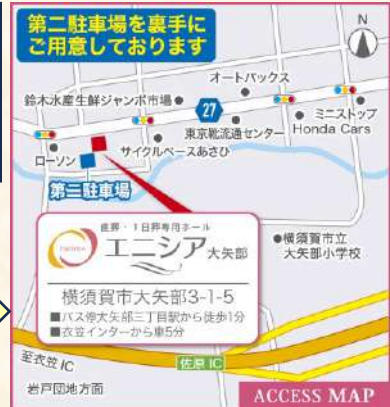 第二駐車場を裏手に
ご用意しております
N
オートバックス
鈴木水産生鮮ジャンボ市場
27
ミニストップ
東京靴流通センター
Honda Cars
ローソン
サイクルベースあさひ
第二駐車場
直葬・1日葬専用ホール
エニシア大矢部
横須賀市立
大矢部小学校
横須賀市大矢部3-1-5
■バス停大矢部三丁目駅から徒歩1分
■衣笠インターから車5分
至衣笠IC
佐原IC
岩戸団地方面
ACCESS MAP